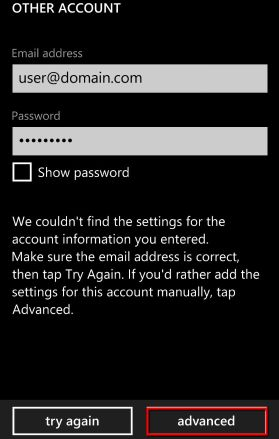 OTHER ACCOUNT
Email address
user@domain.com
Password
•••••••••
Show password
We couldn't find the settings for the
account information you entered.
Make sure the email address is correct,
then tap Try Again. If you'd rather add the
settings for this account manually, tap
Advanced.
try again
advanced